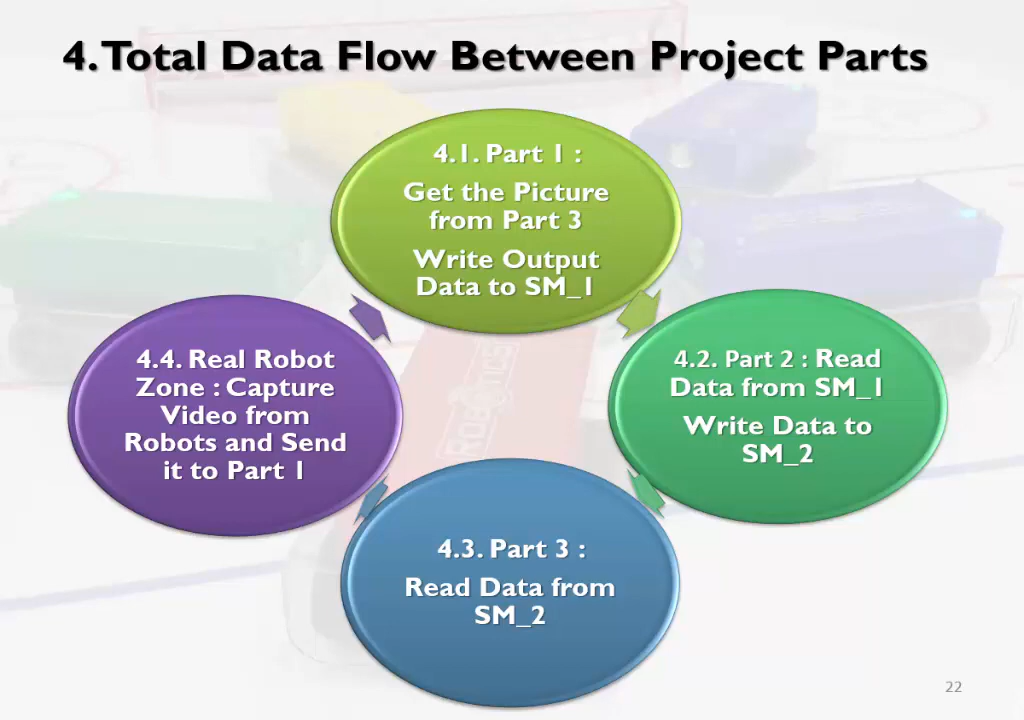 4. Total Data Flow Between Project Parts
4.1. Part 1 :
Get the Picture
from Part 3
Write Output
Data to SM_1
4.4. Real Robot
Zone : Capture
Video from
Robots and Send
it to Part 1
4.2. Part 2 : Read
Data from SM_1
Write Data to
SM_2
4.3. Part 3 :
Read Data from
SM_2
22